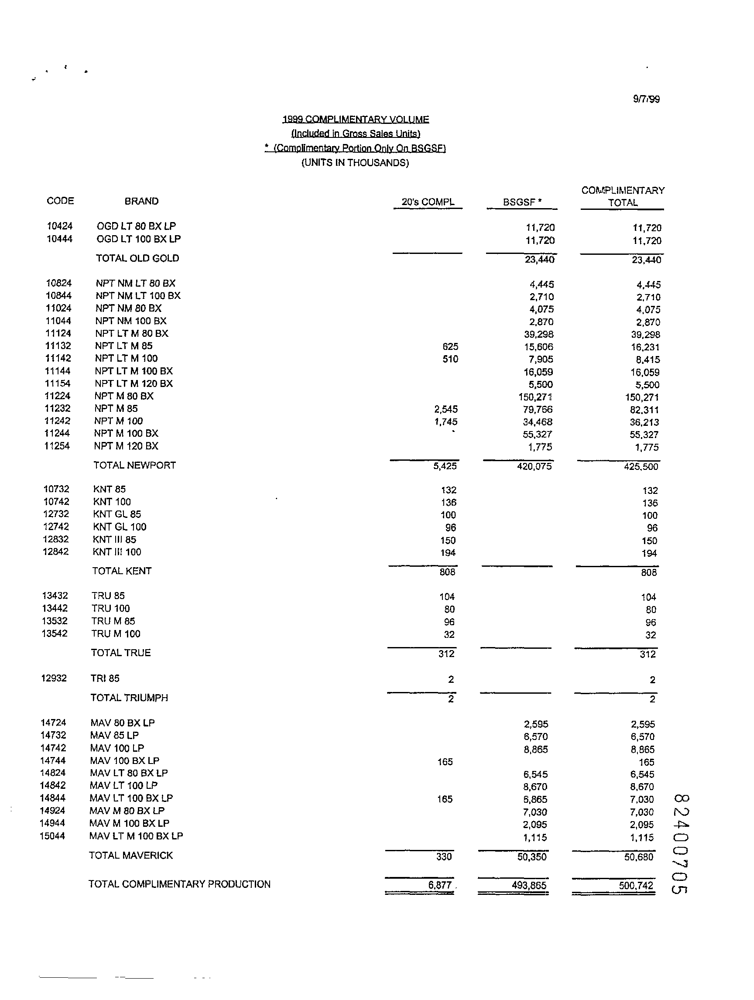 9/7/99
1999 COMPLIMENTARY VOLUME
(Included in Gross Sales Units)
* (Complimentary Portion Only On BSGSF)
(UNITS IN THOUSANDS)
COMPLIMENTARY
CODE BRAND 20's COMPL BSGSF * TOTAL
10424 OGD LT 80 BX LP 11,720 11,720
10444 OGD LT 100 BX LP 11,720 11,720
TOTAL OLD GOLD 23,440 23,440
10824 NPT NM LT 80 BX 4,445 4,445
10844 NPT NM LT 100 BX 2,710 2,710
11024 NPT NM 80 BX 4,075 4,075
11044 NPT NM 100 BX 2,870 2,870
11124 NPT LT M 80 BX 39,298 39,298
11132 NPT LT M 85 625 15,606 16,231
11142 NPT LT M 100 510 7,905 8,415
11144 NPT LT M 100 BX 16,059 16,059
11154 NPT LT M 120 BX 5,500 5,500
11224 NPT M 80 BX 150,271 150,271
11232 NPT M 85 2,545 79,766 82,311
11242 NPT M 100 1,745 34,468 36,213
11244 NPT M 100 BX 55,327 55,327
11254 NPT M 120 BX 1,775 1,775
TOTAL NEWPORT 5,425 420,075 425,500
10732 KNT 85 132 132
10742 KNT 100 136 136
12732 KNT GL 85 100 100
12742 KNT GL 100 96 96
12832 KNT III 85 150 150
12842 KNT III 100 194 194
TOTAL KENT 808 808
13432 TRU 85 104 104
13442 TRU 100 80 80
13532 TRU M 85 96 96
13542 TRU M 100 32 32
TOTAL TRUE 312 312
12932 TRI 85 2 2
TOTAL TRIUMPH 2 2
14724 MAV 80 BX LP 2,595 2,595
14732 MAV 85 LP 6,570 6,570
14742 MAV 100 LP 8,865 8,865
14744 MAV 100 BX LP 165 165
14824 MAV LT 80 BX LP 6,545 6,545
14842 MAV LT 100 LP 8,670 8,670
14844 MAV LT 100 BX LP 165 6,865 7,030
14924 MAV M 80 BX LP 7,030 7,030
14944 MAV M 100 BX LP 2,095 2,095
15044 MAV LT M 100 BX LP 1,115 1,115
TOTAL MAVERICK 330 50,350 50,680
TOTAL COMPLIMENTARY PRODUCTION 6,877 493,865 500,742
82400705